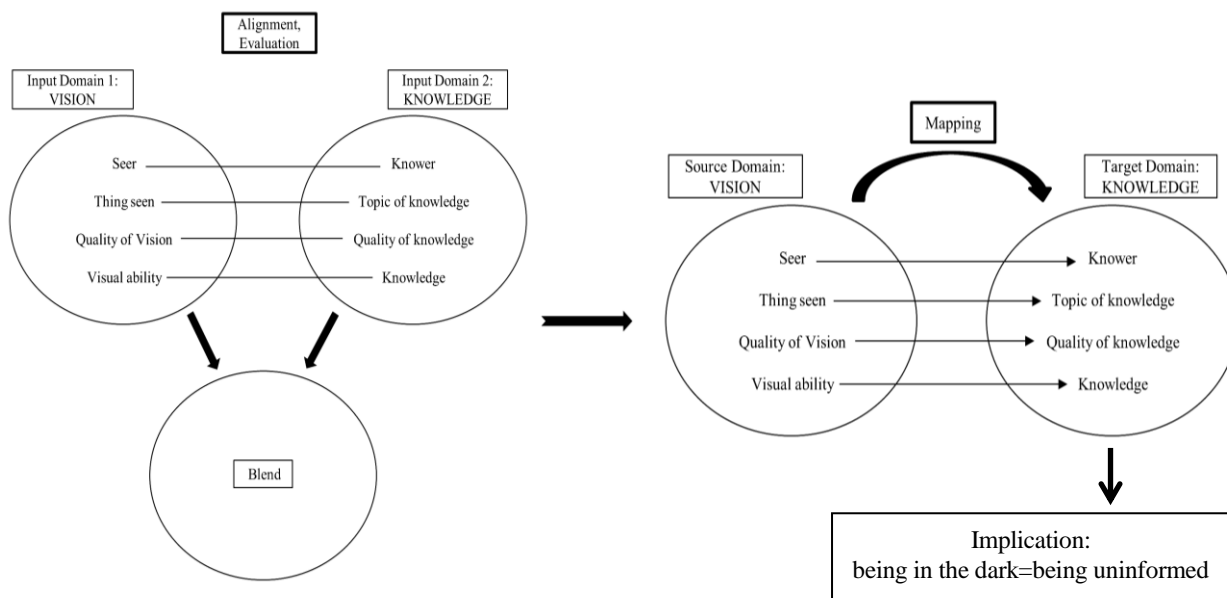 Alignment,
Evaluation
Input Domain 1:
VISION
Input Domain 2:
KNOWLEDGE
Seer
Knower
Thing seen
Topic of knowledge
Quality of Vision
Quality of knowledge
Visual ability
Knowledge
Blend
Mapping
Source Domain:
VISION
Target Domain:
KNOWLEDGE
Seer
Knower
Thing seen
Topic of knowledge
Quality of Vision
Quality of knowledge
Visual ability
Knowledge
Implication:
being in the dark=being uninformed